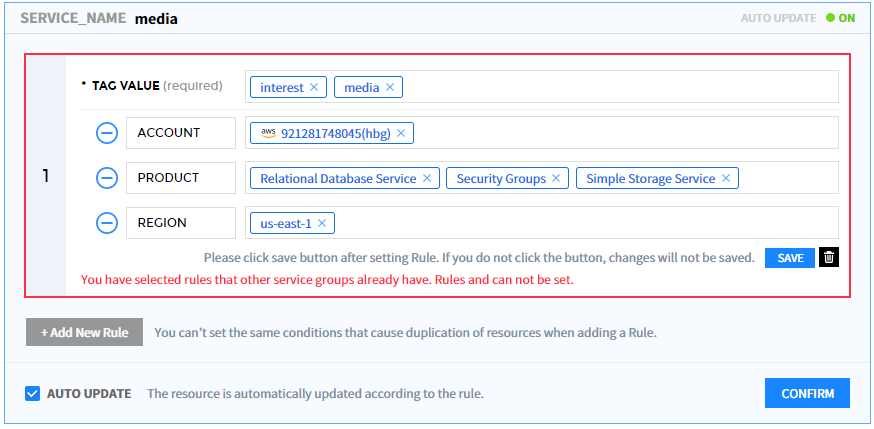 SERVICE_NAME media AUTO UPDATE ON
* TAG VALUE (required) interest × media ×
ACCOUNT aws 921281748045(hbg) ×
1
PRODUCT Relational Database Service × Security Groups × Simple Storage Service ×
REGION us-east-1 ×
Please click save button after setting Rule. If you do not click the button, changes will not be saved. SAVE
You have selected rules that other service groups already have. Rules and can not be set.
+ Add New Rule You can't set the same conditions that cause duplication of resources when adding a Rule.
AUTO UPDATE The resource is automatically updated according to the rule. CONFIRM